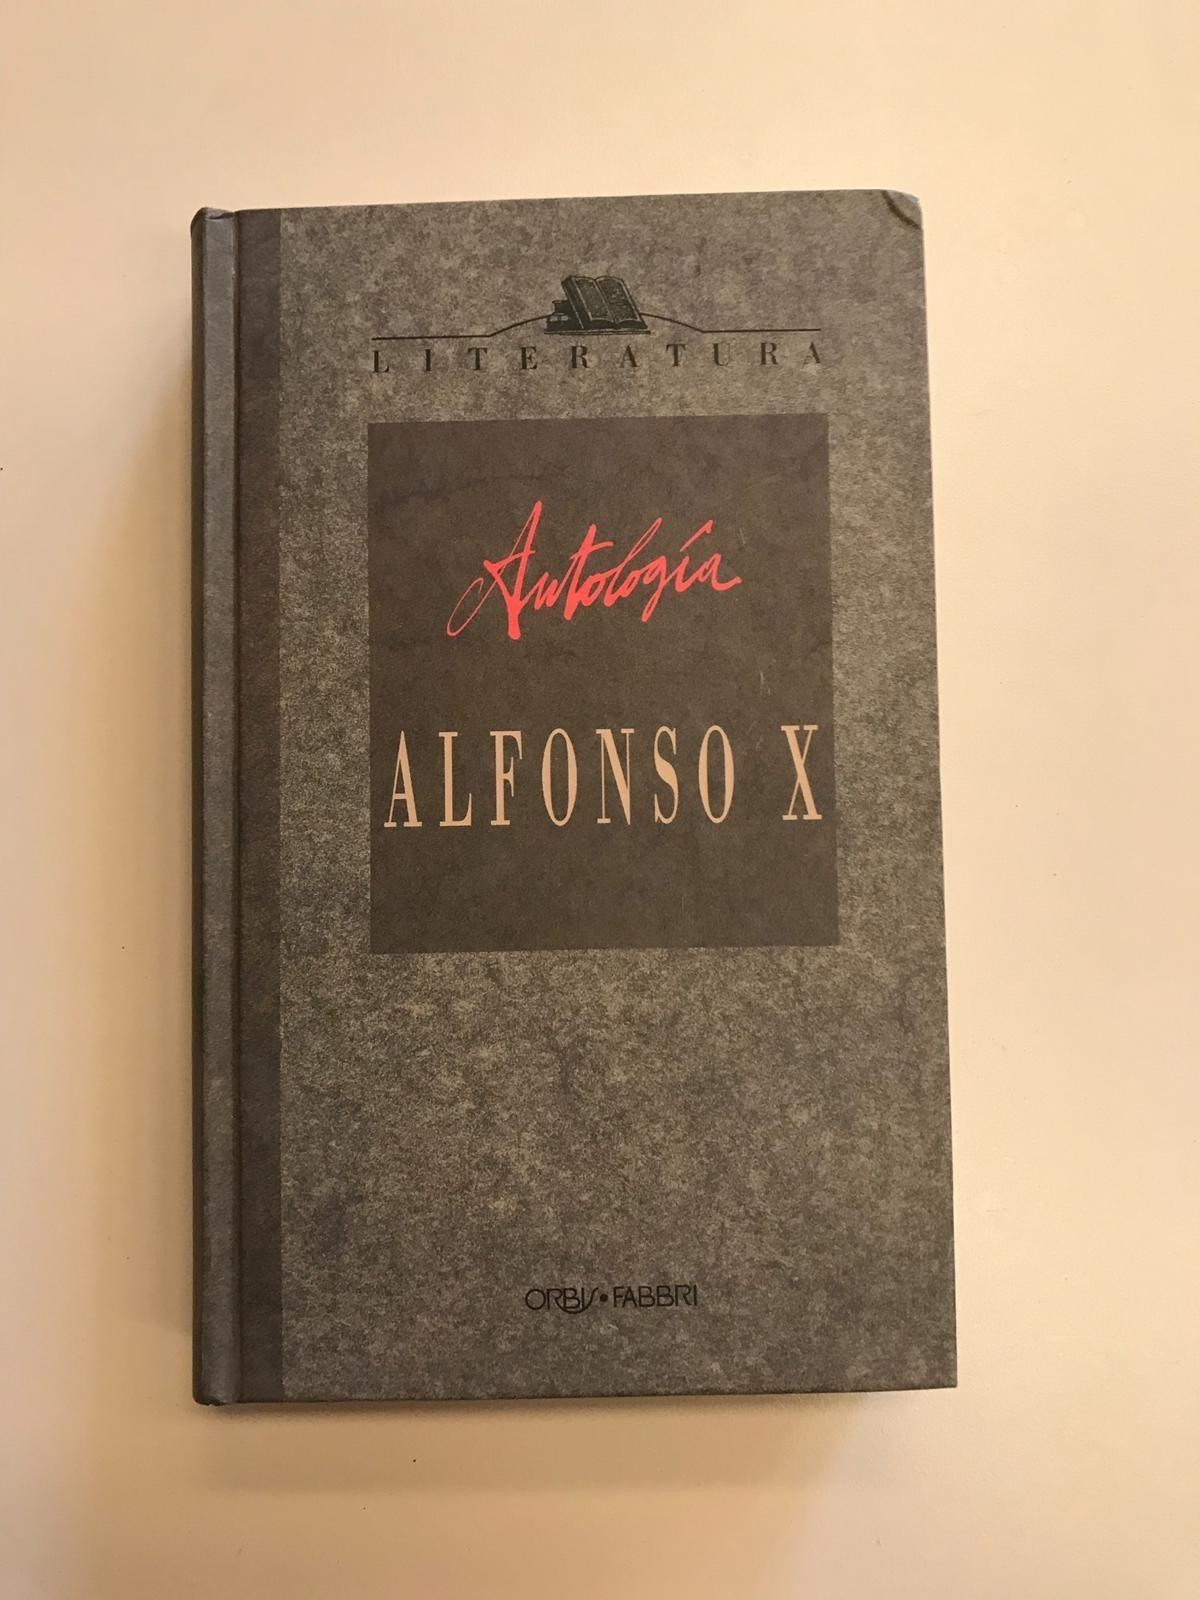 LITERATURA
Antología
ALFONSO X
ORBIS•FABBRI